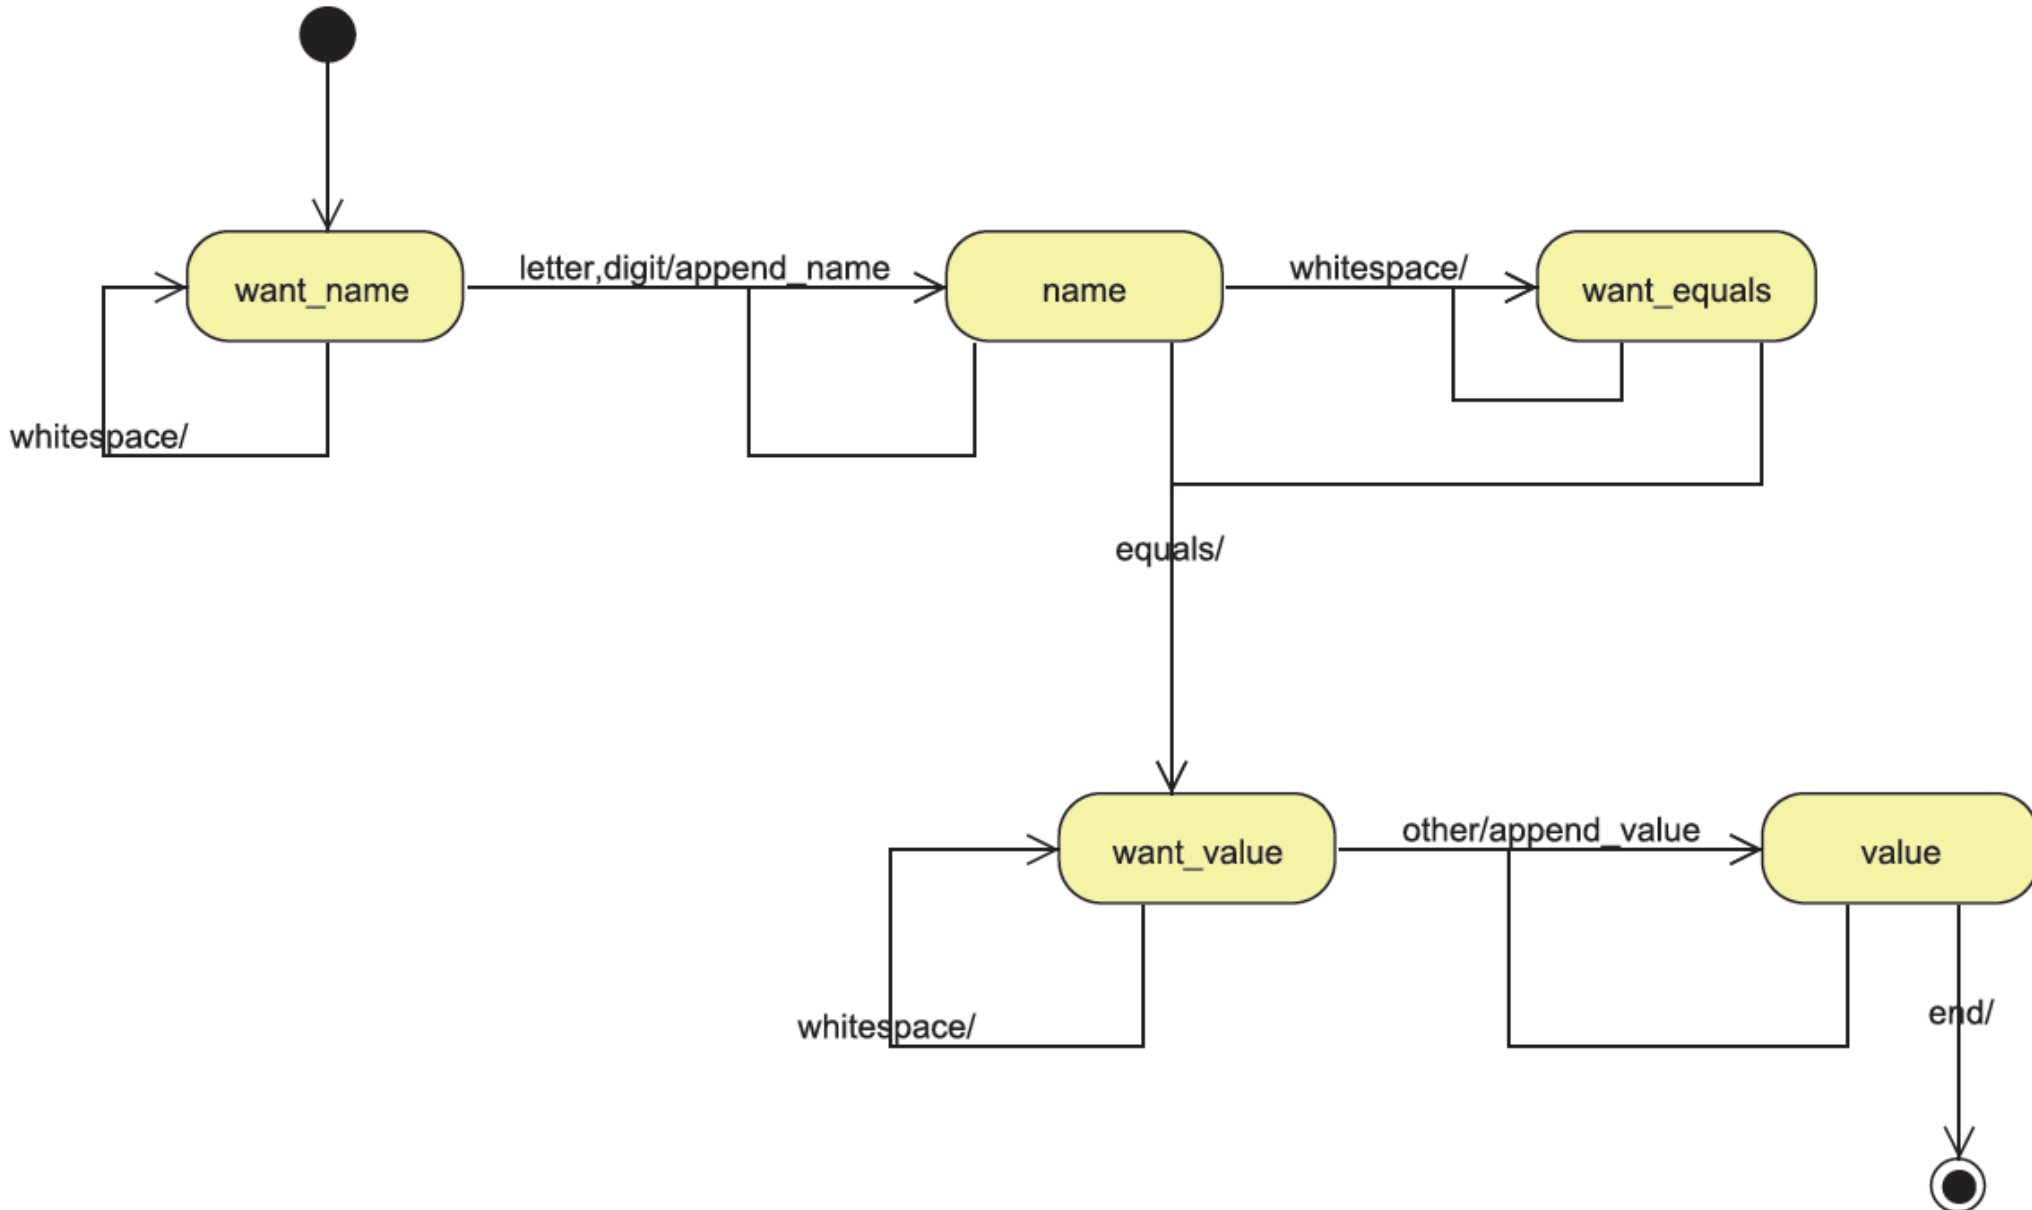 want_name
letter,digit/append_name
name
whitespace/
want_equals
whitespace/
equals/
want_value
other/append_value
value
whitespace/
end/